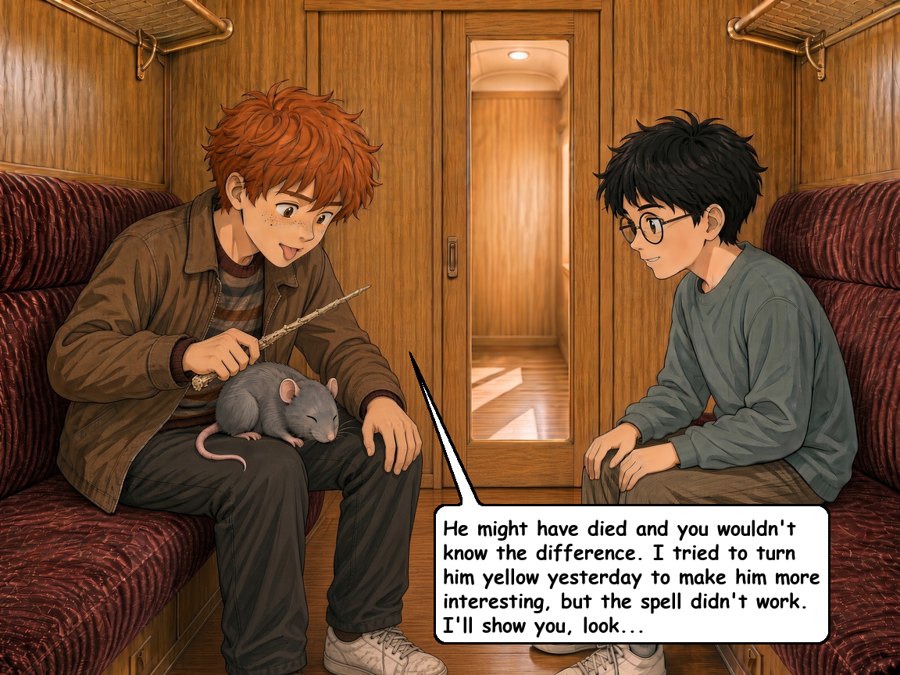 He might have died and you wouldn't
know the difference. I tried to turn
him yellow yesterday to make him more
interesting, but the spell didn't work.
I'll show you, look...